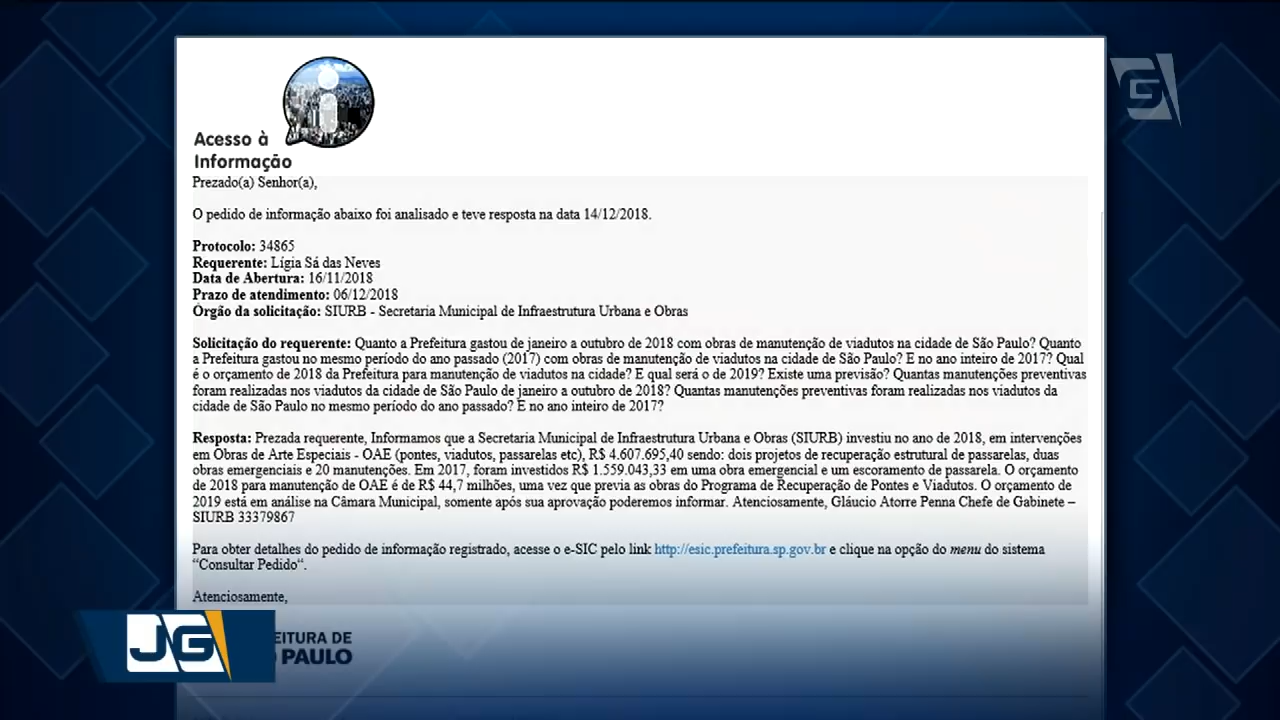 Acesso à
Informação
Prezado(a) Senhor(a),
O pedido de informação abaixo foi analisado e teve resposta na data 14/12/2018.
Protocolo: 34865
Requerente: Lígia Sá das Neves
Data de Abertura: 16/11/2018
Prazo de atendimento: 06/12/2018
Órgão da solicitação: SIURB - Secretaria Municipal de Infraestrutura Urbana e Obras
Solicitação do requerente: Quanto a Prefeitura gastou de janeiro a outubro de 2018 com obras de manutenção de viadutos na cidade de São Paulo? Quanto
a Prefeitura gastou no mesmo período do ano passado (2017) com obras de manutenção de viadutos na cidade de São Paulo? E no ano inteiro de 2017? Qual
é o orçamento de 2018 da Prefeitura para manutenção de viadutos na cidade? E qual será o de 2019? Existe uma previsão? Quantas manutenções preventivas
foram realizadas nos viadutos da cidade de São Paulo de janeiro a outubro de 2018? Quantas manutenções preventivas foram realizadas nos viadutos da
cidade de São Paulo no mesmo período do ano passado? E no ano inteiro de 2017?
Resposta: Prezada requerente, Informamos que a Secretaria Municipal de Infraestrutura Urbana e Obras (SIURB) investiu no ano de 2018, em intervenções
em Obras de Arte Especiais - OAE (pontes, viadutos, passarelas etc), R$ 4.607.695,40 sendo: dois projetos de recuperação estrutural de passarelas, duas
obras emergenciais e 20 manutenções. Em 2017, foram investidos R$ 1.559.043,33 em uma obra emergencial e um escoramento de passarela. O orçamento
de 2018 para manutenção de OAE é de R$ 44,7 milhões, uma vez que previa as obras do Programa de Recuperação de Pontes e Viadutos. O orçamento de
2019 está em análise na Câmara Municipal, somente após sua aprovação poderemos informar. Atenciosamente, Gláucio Atorre Penna Chefe de Gabinete –
SIURB 33379867
Para obter detalhes do pedido de informação registrado, acesse o e-SIC pelo link http://esic.prefeitura.sp.gov.br e clique na opção do menu do sistema
“Consultar Pedido“.
Atenciosamente,
EITURA DE
PAULO
JG
G